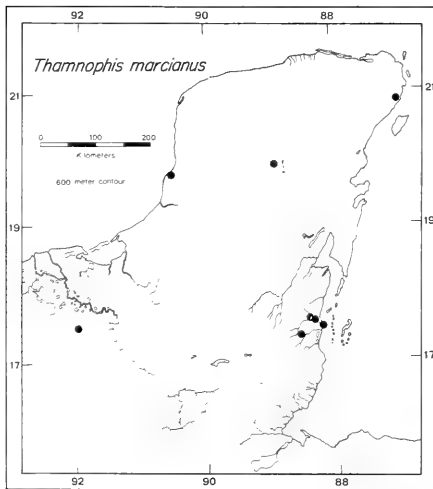 92 90 88
Thamnophis marcianus
21 21
0 100 200
Kilometers
600 meter contour
19 19
17 17
92 90 88